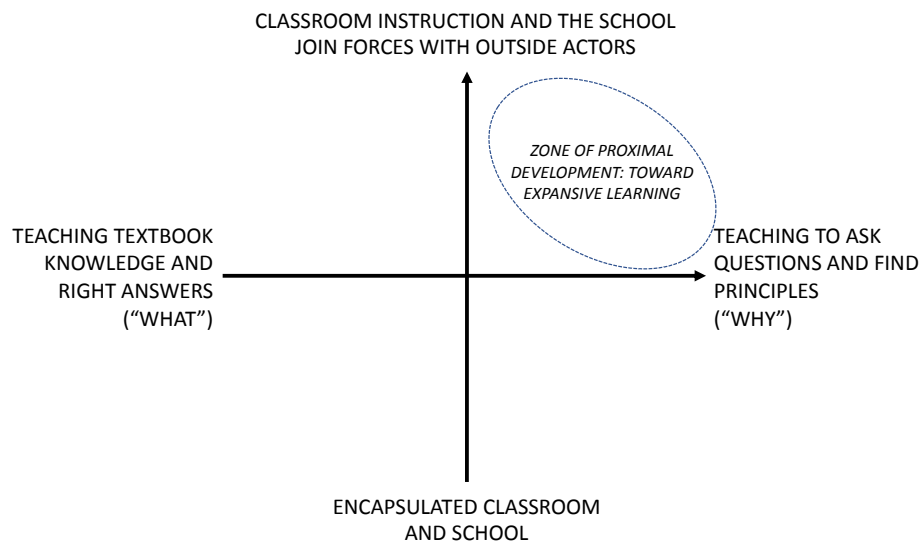 CLASSROOM INSTRUCTION AND THE SCHOOL
JOIN FORCES WITH OUTSIDE ACTORS
ZONE OF PROXIMAL
DEVELOPMENT: TOWARD
EXPANSIVE LEARNING
TEACHING TEXTBOOK
KNOWLEDGE AND
RIGHT ANSWERS
(“WHAT”)
TEACHING TO ASK
QUESTIONS AND FIND
PRINCIPLES
(“WHY”)
ENCAPSULATED CLASSROOM
AND SCHOOL